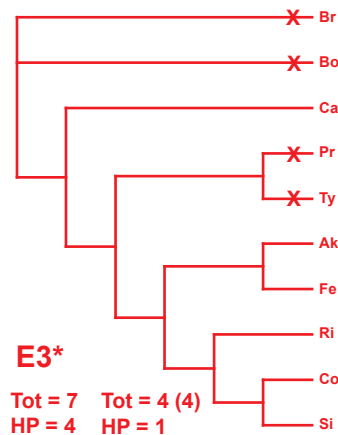 X Br
X Bo
Ca
X Pr
X Ty
Ak
Fe
Ri
E3*
Co
Tot = 7 Tot = 4 (4)
HP = 4 HP = 1
Si